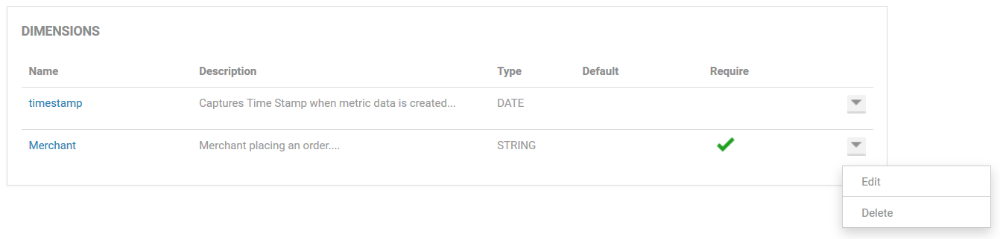 DIMENSIONS
Name Description Type Default Require
timestamp Captures Time Stamp when metric data is created... DATE
Merchant Merchant placing an order.... STRING
Edit
Delete